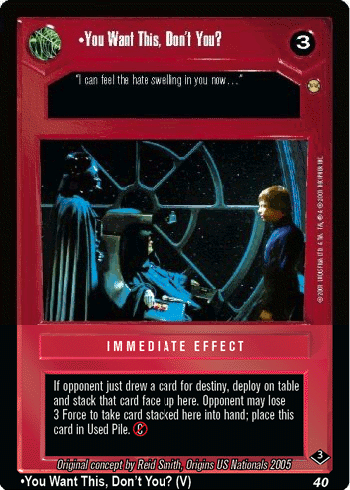 •You Want This, Don't You?
3
"I can feel the hate swelling in you now . . ."
IMMEDIATE EFFECT
If opponent just drew a card for destiny, deploy on table
and stack that card face up here. Opponent may lose
3 Force to take card stacked here into hand; place this
card in Used Pile.
3
Original concept by Reid Smith, Origins US Nationals 2005
•You Want This, Don't You? (V)
40